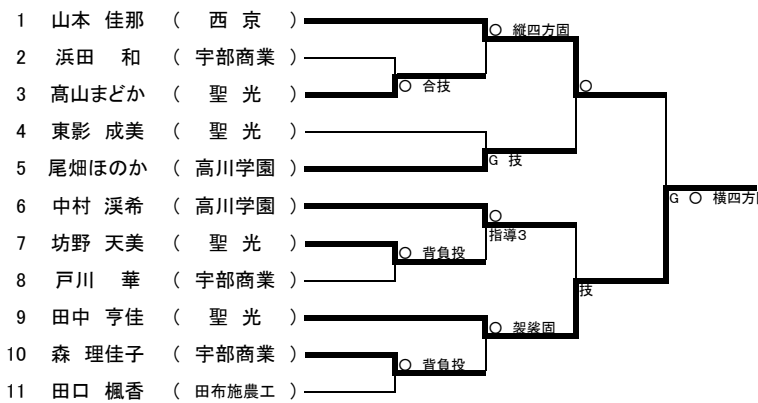 1 山本 佳那 ( 西 京 )
○ 縦四方固
2 浜田 和 ( 宇部商業 )
○ 合技
3 髙山まどか ( 聖 光 )
○
4 東影 成美 ( 聖 光 )
G 技
5 尾畑ほのか ( 高川学園 )
G ○ 横四方
6 中村 渓希 ( 高川学園 )
○
指導3
7 坊野 天美 ( 聖 光 )
○ 背負投
8 戸川 華 ( 宇部商業 )
技
9 田中 亨佳 ( 聖 光 )
○ 袈裟固
10 森 理佳子 ( 宇部商業 )
○ 背負投
11 田口 楓香 ( 田布施農工 )